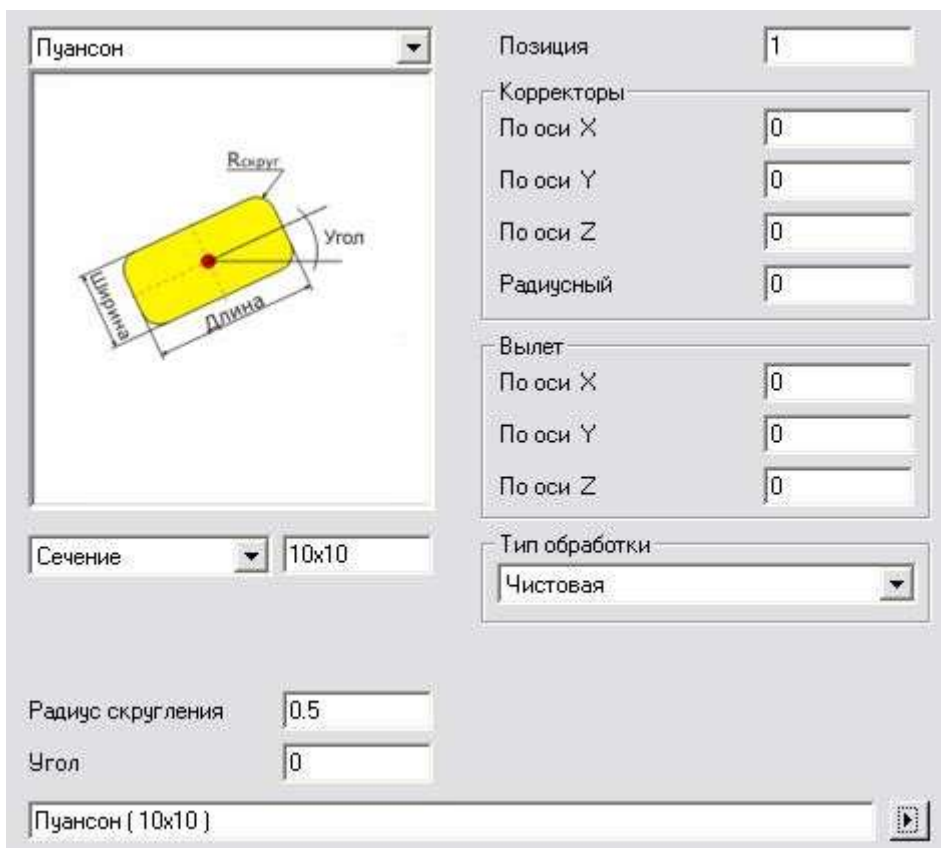 Пуансон
Rскруг
Угол
Ширина
Длина
Сечение
10x10
Радиус скругления
0.5
Угол
0
Позиция
1
Корректоры
По оси X
0
По оси Y
0
По оси Z
0
Радиусный
0
Вылет
По оси X
0
По оси Y
0
По оси Z
0
Тип обработки
Чистовая
Пуансон ( 10x10 )